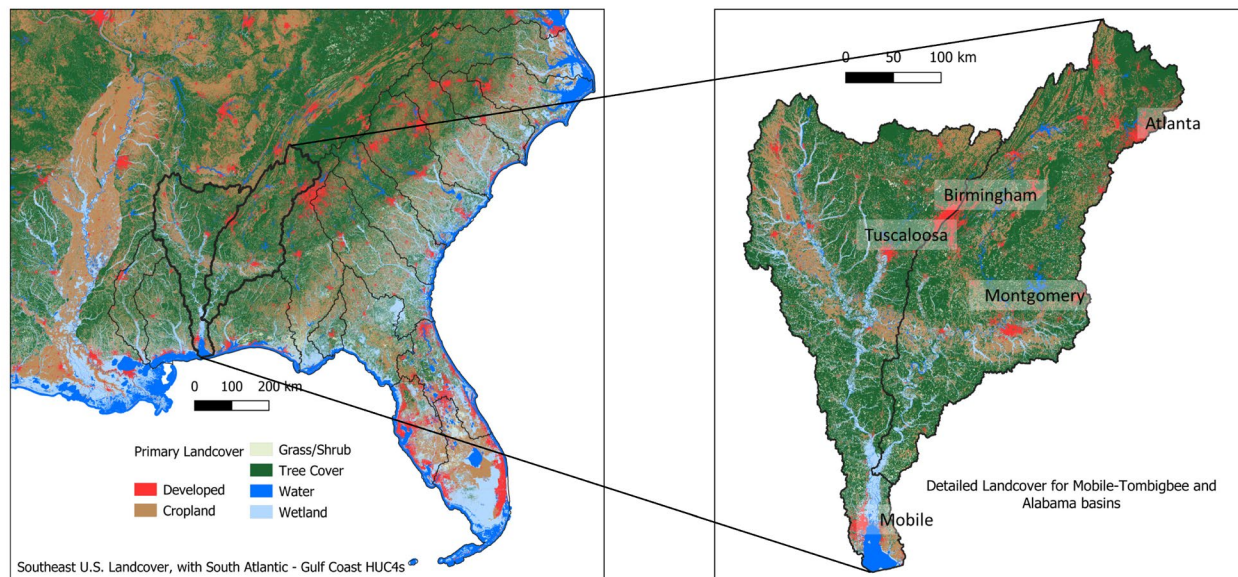 0 100 200 km
Primary Landcover
Developed
Cropland
Grass/Shrub
Tree Cover
Water
Wetland
Southeast U.S. Landcover, with South Atlantic - Gulf Coast HUC4s
0 50 100 km
Atlanta
Birmingham
Tuscaloosa
Montgomery
Mobile
Detailed Landcover for Mobile-Tombigbee and
Alabama basins